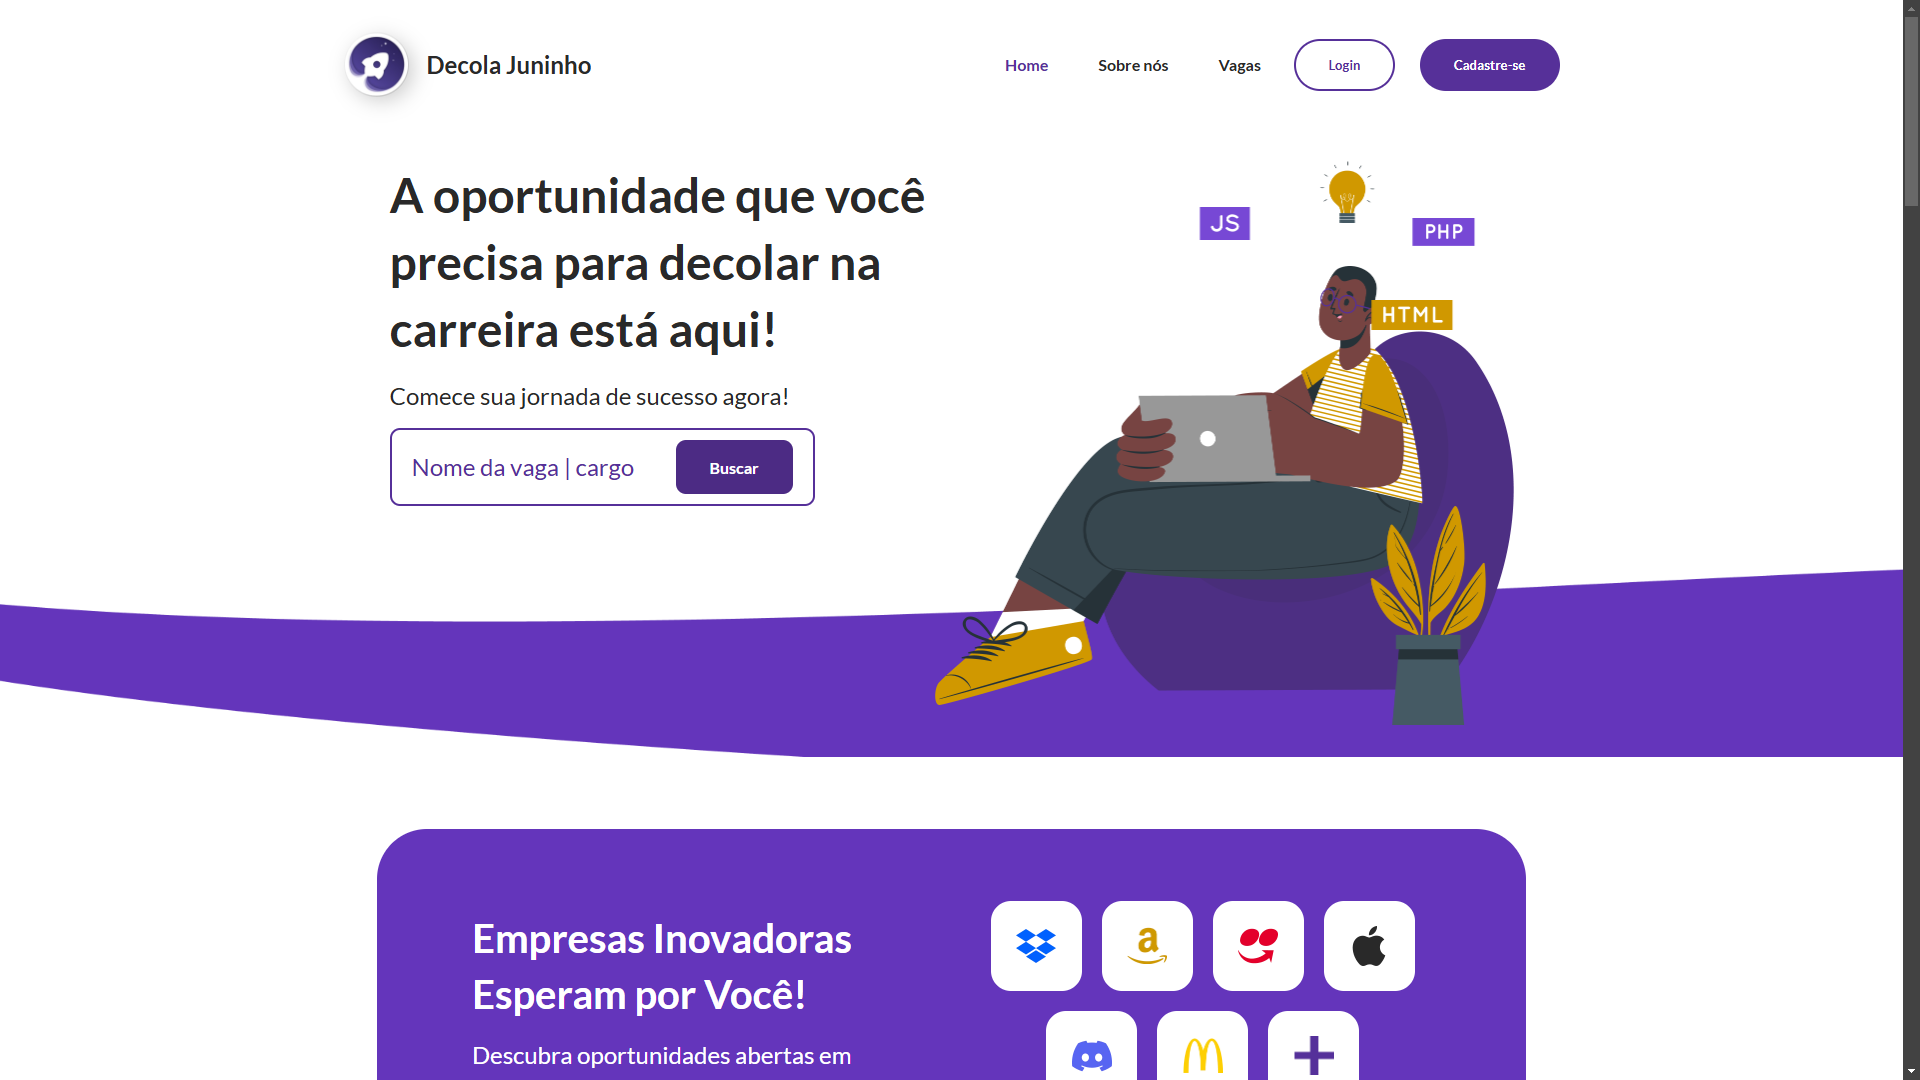 Decola Juninho
Home
Sobre nós
Vagas
Login
Cadastre-se
A oportunidade que você
precisa para decolar na
carreira está aqui!
Comece sua jornada de sucesso agora!
Nome da vaga | cargo
Buscar
JS
PHP
HTML
Empresas Inovadoras
Esperam por Você!
Descubra oportunidades abertas em